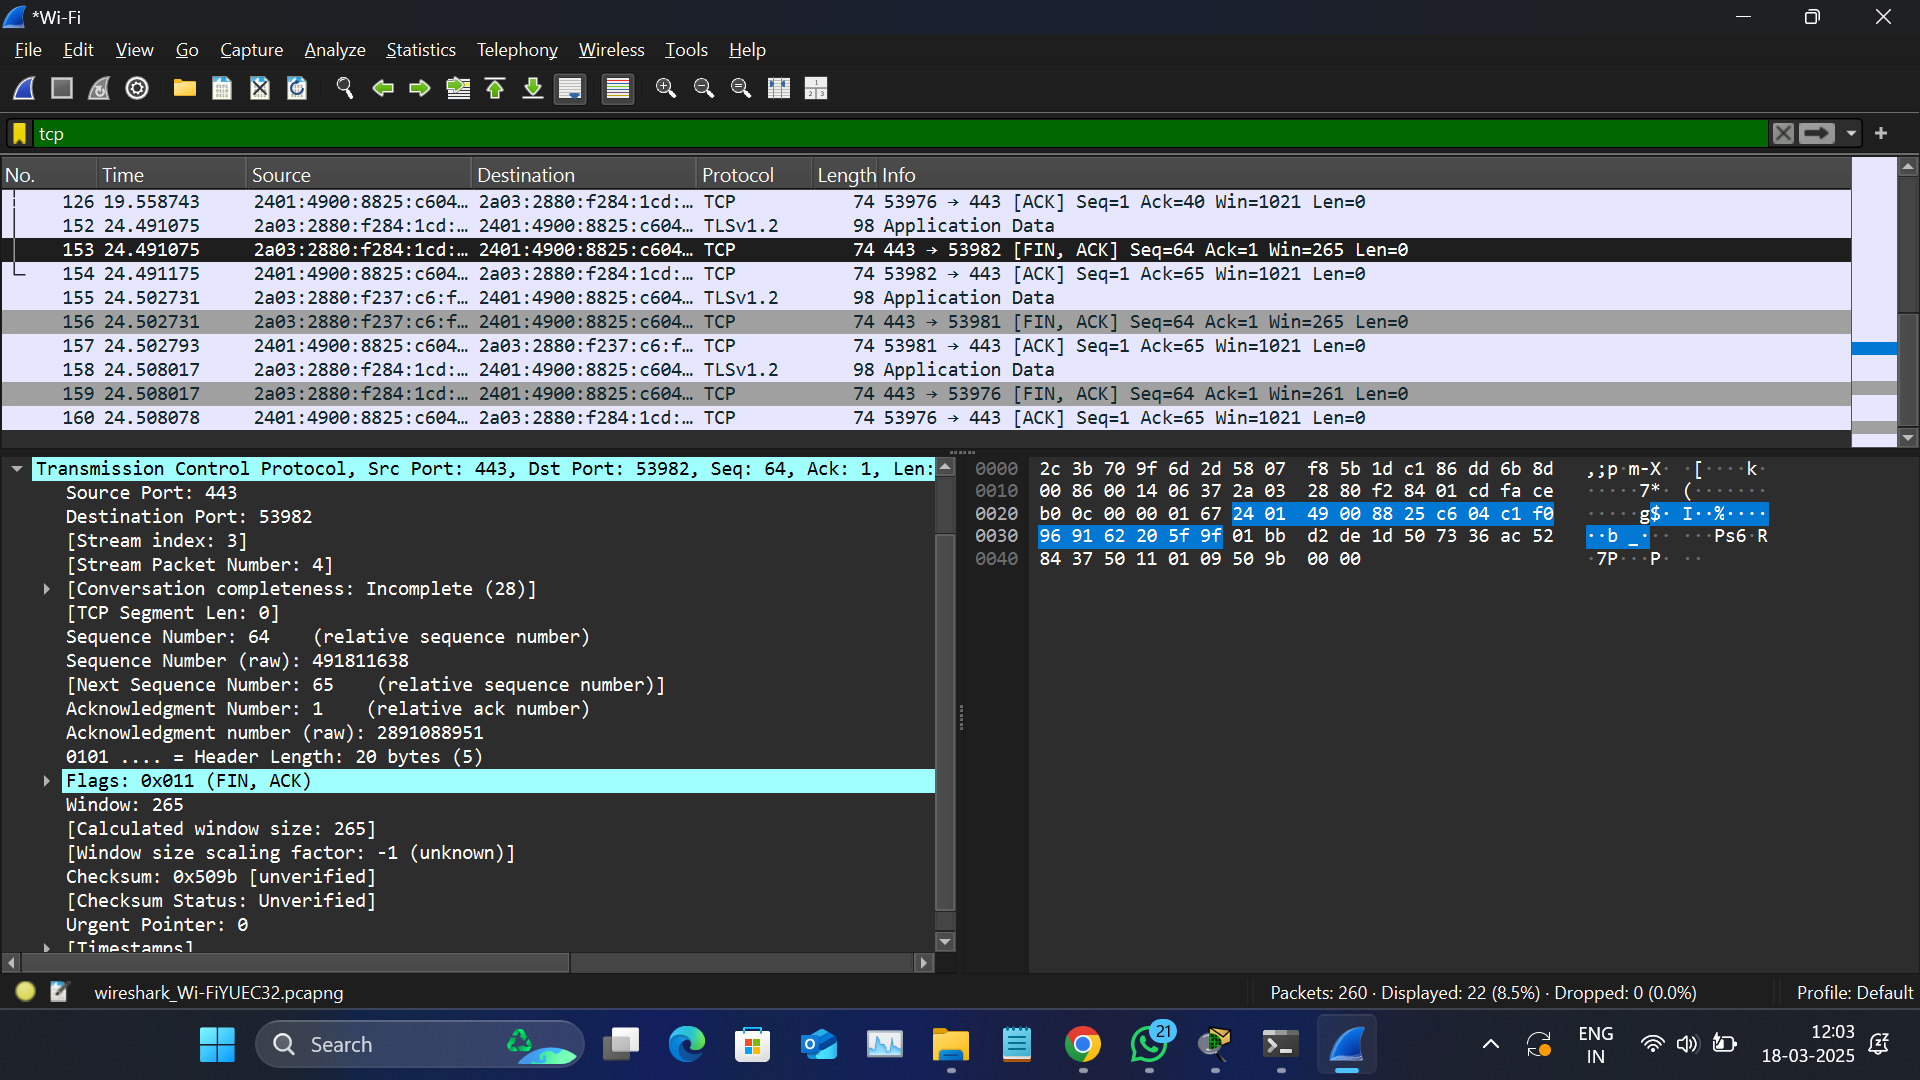 *Wi-Fi
File Edit View Go Capture Analyze Statistics Telephony Wireless Tools Help
tcp
No. Time Source Destination Protocol Length Info
126 19.558743 2401:4900:8825:c604… 2a03:2880:f284:1cd:… TCP 74 53976 → 443 [ACK] Seq=1 Ack=40 Win=1021 Len=0
152 24.491075 2a03:2880:f284:1cd:… 2401:4900:8825:c604… TLSv1.2 98 Application Data
153 24.491075 2a03:2880:f284:1cd:… 2401:4900:8825:c604… TCP 74 443 → 53982 [FIN, ACK] Seq=64 Ack=1 Win=265 Len=0
154 24.491175 2401:4900:8825:c604… 2a03:2880:f284:1cd:… TCP 74 53982 → 443 [ACK] Seq=1 Ack=65 Win=1021 Len=0
155 24.502731 2a03:2880:f237:c6:f… 2401:4900:8825:c604… TLSv1.2 98 Application Data
156 24.502731 2a03:2880:f237:c6:f… 2401:4900:8825:c604… TCP 74 443 → 53981 [FIN, ACK] Seq=64 Ack=1 Win=265 Len=0
157 24.502793 2401:4900:8825:c604… 2a03:2880:f237:c6:f… TCP 74 53981 → 443 [ACK] Seq=1 Ack=65 Win=1021 Len=0
158 24.508017 2a03:2880:f284:1cd:… 2401:4900:8825:c604… TLSv1.2 98 Application Data
159 24.508017 2a03:2880:f284:1cd:… 2401:4900:8825:c604… TCP 74 443 → 53976 [FIN, ACK] Seq=64 Ack=1 Win=261 Len=0
160 24.508078 2401:4900:8825:c604… 2a03:2880:f284:1cd:… TCP 74 53976 → 443 [ACK] Seq=1 Ack=65 Win=1021 Len=0
Transmission Control Protocol, Src Port: 443, Dst Port: 53982, Seq: 64, Ack: 1, Len:
Source Port: 443
Destination Port: 53982
[Stream index: 3]
[Stream Packet Number: 4]
[Conversation completeness: Incomplete (28)]
[TCP Segment Len: 0]
Sequence Number: 64 (relative sequence number)
Sequence Number (raw): 491811638
[Next Sequence Number: 65 (relative sequence number)]
Acknowledgment Number: 1 (relative ack number)
Acknowledgment number (raw): 2891088951
0101 .... = Header Length: 20 bytes (5)
Flags: 0x011 (FIN, ACK)
Window: 265
[Calculated window size: 265]
[Window size scaling factor: -1 (unknown)]
Checksum: 0x509b [unverified]
[Checksum Status: Unverified]
Urgent Pointer: 0
[Timestamps]
0000 2c 3b 70 9f 6d 2d 58 07 f8 5b 1d c1 86 dd 6b 8d ,;p·m-X· ·[····k·
0010 00 86 00 14 06 37 2a 03 28 80 f2 84 01 cd fa ce ·····7*· (·······
0020 b0 0c 00 00 01 67 24 01 49 00 88 25 c6 04 c1 f0 ·····g$· I··%····
0030 96 91 62 20 5f 9f 01 bb d2 de 1d 50 73 36 ac 52 ··b _··· ···Ps6·R
0040 84 37 50 11 01 09 50 9b 00 00 ·7P···P· ··
wireshark_Wi-FiYUEC32.pcapng
Packets: 260 · Displayed: 22 (8.5%) · Dropped: 0 (0.0%)
Profile: Default
Search
21
ENG
IN
12:03
18-03-2025